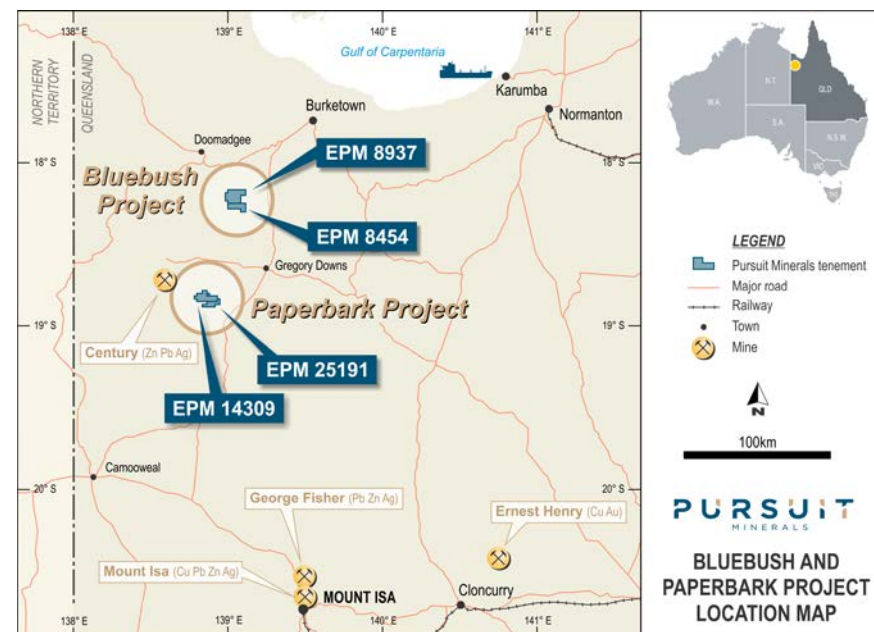 138° E
139° E
140° E
141° E
Gulf of Carpentaria
NORTHERN
TERRITORY
QUEENSLAND
Karumba
Burketown
Normanton
Doomadgee
EPM 8937
18° S
18° S
Bluebush
Project
EPM 8454
Gregory Downs
Paperbark Project
19° S
19° S
Century (Zn Pb Ag)
EPM 25191
EPM 14309
Camooweal
George Fisher (Pb Zn Ag)
20° S
20° S
Ernest Henry (Cu Au)
Mount Isa (Cu Pb Zn Ag)
MOUNT ISA
Cloncurry
138° E
139° E
140° E
141° E
N.T.
QLD
W.A.
S.A.
N.S.W.
VIC
LEGEND
Pursuit Minerals tenement
Major road
Railway
Town
Mine
N
100km
PURSUIT
MINERALS
BLUEBUSH AND
PAPERBARK PROJECT
LOCATION MAP